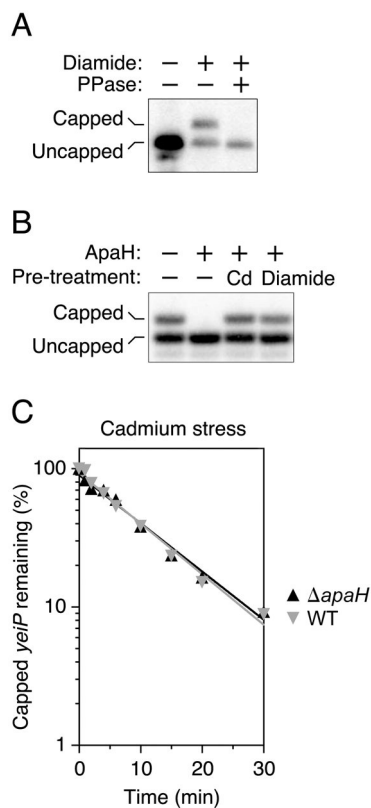 A
Diamide: − + +
PPase: − − +
Capped
Uncapped
B
ApaH: − + + +
Pre-treatment: − − Cd Diamide
Capped
Uncapped
C
Cadmium stress
Capped yeiP remaining (%)
100
10
1
0 10 20 30
Time (min)
ΔapaH
WT